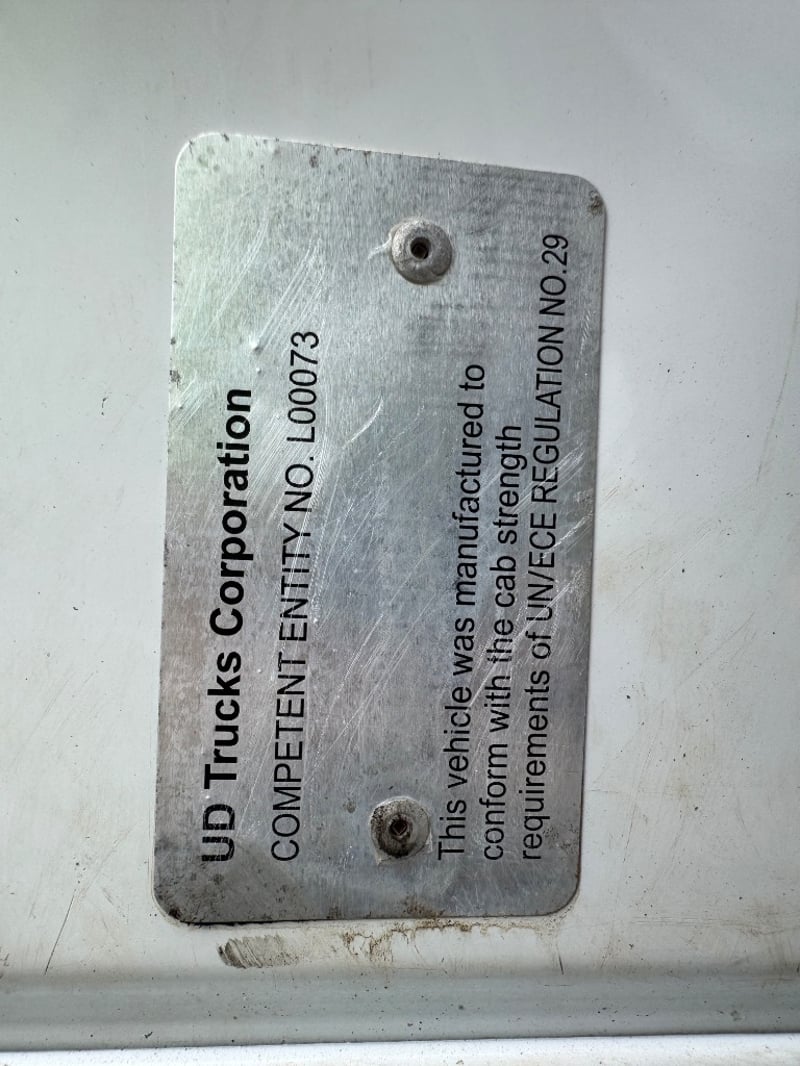 UD Trucks Corporation
COMPETENT ENTITY NO. L00073
This vehicle was manufactured to
conform with the cab strength
requirements of UN/ECE REGULATION NO.29